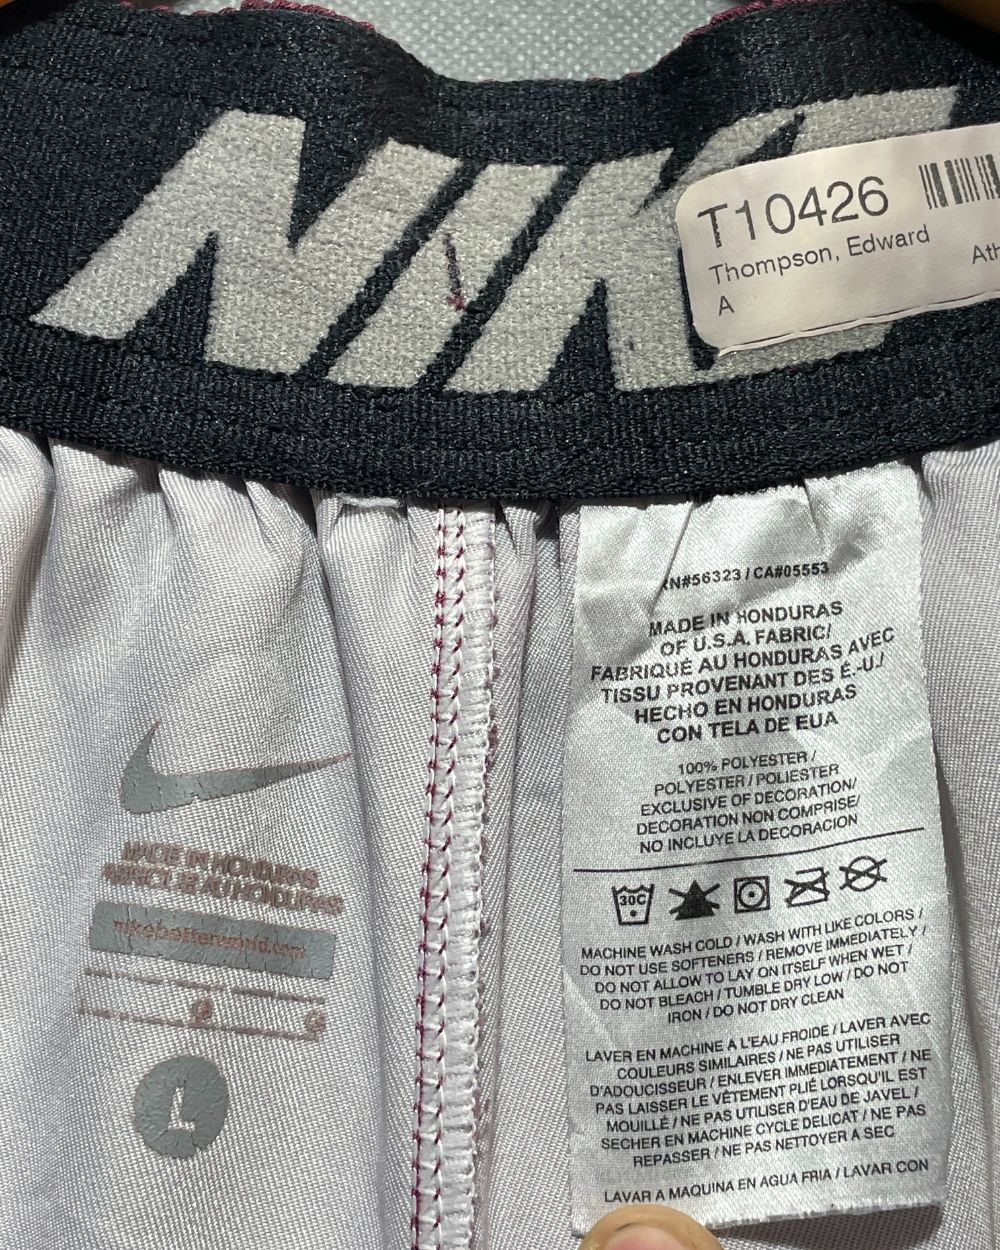 NIKE
T10426
Thompson, Edward
A
RN#56323 / CA#05553
MADE IN HONDURAS
OF U.S.A. FABRIC/
FABRIQUÉ AU HONDURAS AVEC
TISSU PROVENANT DES É.-U./
HECHO EN HONDURAS
CON TELA DE EUA
100% POLYESTER /
POLYESTER / POLIESTER
EXCLUSIVE OF DECORATION/
DECORATION NON COMPRISE/
NO INCLUYE LA DECORACION
30C
MACHINE WASH COLD / WASH WITH LIKE COLORS /
DO NOT USE SOFTENERS / REMOVE IMMEDIATELY /
DO NOT ALLOW TO LAY ON ITSELF WHEN WET /
DO NOT BLEACH / TUMBLE DRY LOW / DO NOT
IRON / DO NOT DRY CLEAN
LAVER EN MACHINE A L'EAU FROIDE / LAVER AVEC
COULEURS SIMILAIRES / NE PAS UTILISER
D'ADOUCISSEUR / ENLEVER IMMEDIATEMENT / NE
PAS LAISSER LE VÊTEMENT PLIÉ LORSQU'IL EST
MOUILLÉ / NE PAS UTILISER D'EAU DE JAVEL /
SECHER EN MACHINE CYCLE DELICAT / NE PAS
REPASSER / NE PAS NETTOYER A SEC
LAVAR A MAQUINA EN AGUA FRIA / LAVAR CON
MADE IN HONDURAS
FABRIQUÉ AU HONDURAS
nikebetterworld.com
L G G
L